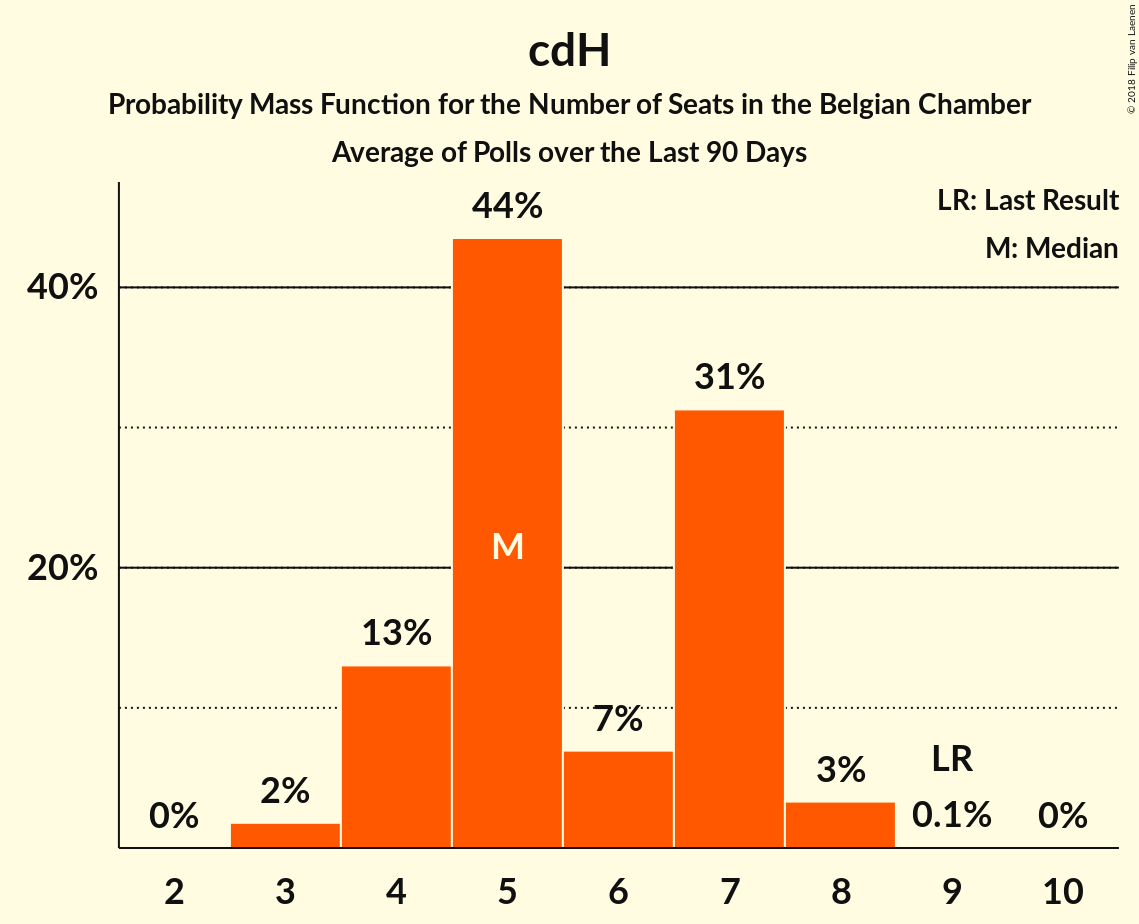 © 2018 Filip van Laenen
cdH
Probability Mass Function for the Number of Seats in the Belgian Chamber
Average of Polls over the Last 90 Days
LR: Last Result
M: Median
44%
40%
31%
M
20%
13%
7%
LR
3%
2%
0%
0.1%
0%
2 3 4 5 6 7 8 9 10